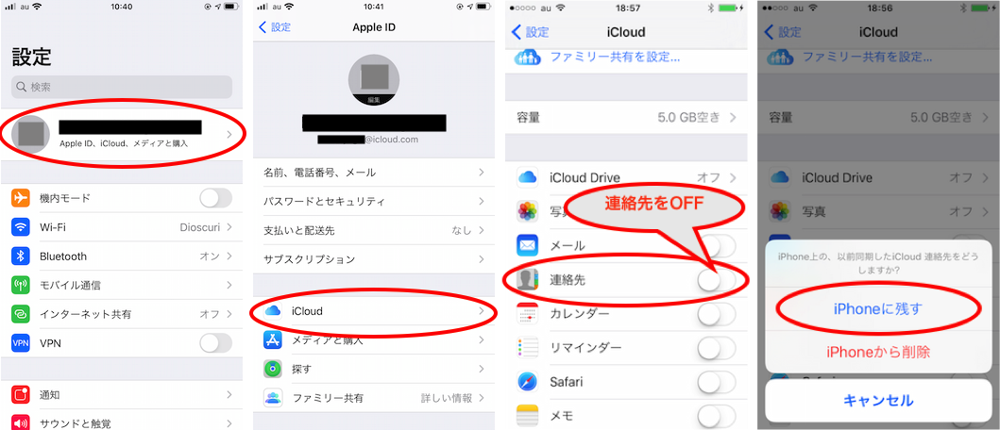 au
10:40
設定
検索
Apple ID、iCloud、メディアと購入
機内モード
Wi-Fi
Dioscuri
Bluetooth
オン
モバイル通信
インターネット共有
オフ
VPN
VPN
通知
サウンドと触覚
au
10:41
設定
Apple ID
編集
@icloud.com
名前、電話番号、メール
パスワードとセキュリティ
支払いと配送先
なし
サブスクリプション
iCloud
メディアと購入
探す
ファミリー共有
詳しい情報
au
18:57
設定
iCloud
ファミリー共有を設定...
容量
5.0 GB空き
iCloud Drive
オフ
連絡先をOFF
写真
メール
連絡先
カレンダー
リマインダー
Safari
メモ
au
18:56
設定
iCloud
ファミリー共有を設定...
容量
5.0 GB空き
iCloud Drive
オフ
写真
オフ
iPhone上の、以前同期したiCloud 連絡先をどう
しますか?
iPhoneに残す
iPhoneから削除
キャンセル